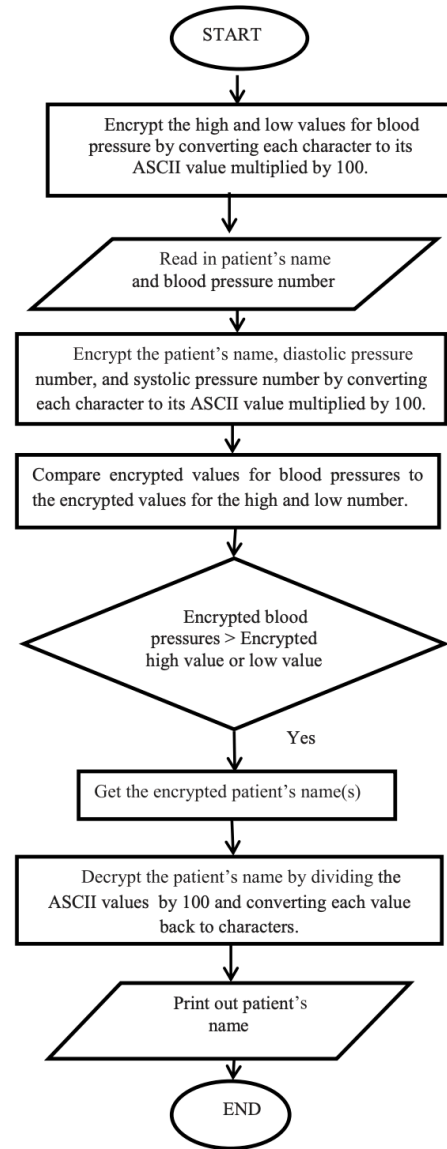 START
Encrypt the high and low values for blood
pressure by converting each character to its
ASCII value multiplied by 100.
Read in patient’s name
and blood pressure number
Encrypt the patient’s name, diastolic pressure
number, and systolic pressure number by converting
each character to its ASCII value multiplied by 100.
Compare encrypted values for blood pressures to
the encrypted values for the high and low number.
Encrypted blood
pressures > Encrypted
high value or low value
Yes
Get the encrypted patient’s name(s)
Decrypt the patient’s name by dividing the
ASCII values by 100 and converting each value
back to characters.
Print out patient’s
name
END